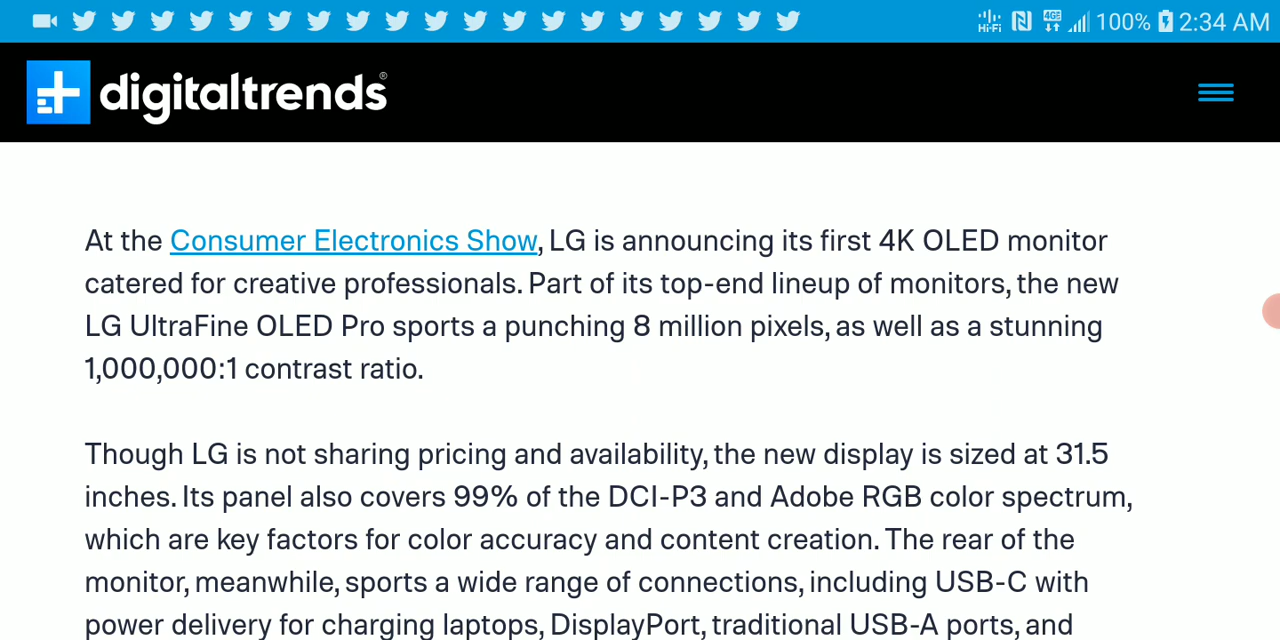 Hi-Fi 4GE 100% 2:34 AM
digitaltrends®
At the Consumer Electronics Show, LG is announcing its first 4K OLED monitor
catered for creative professionals. Part of its top-end lineup of monitors, the new
LG UltraFine OLED Pro sports a punching 8 million pixels, as well as a stunning
1,000,000:1 contrast ratio.
Though LG is not sharing pricing and availability, the new display is sized at 31.5
inches. Its panel also covers 99% of the DCI-P3 and Adobe RGB color spectrum,
which are key factors for color accuracy and content creation. The rear of the
monitor, meanwhile, sports a wide range of connections, including USB-C with
power delivery for charging laptops, DisplayPort, traditional USB-A ports, and